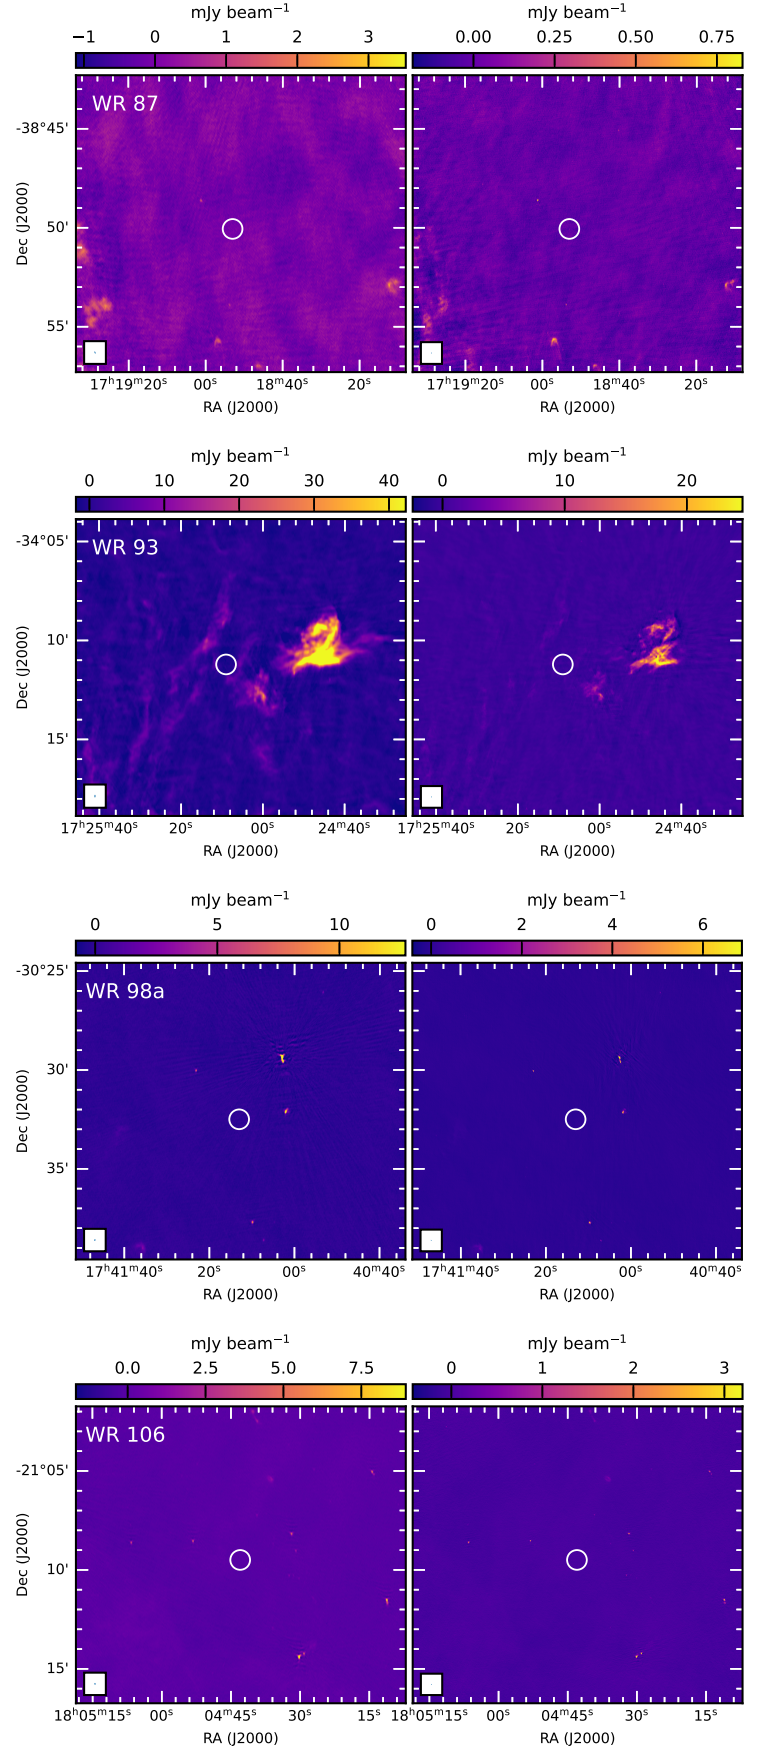 mJy beam⁻¹ mJy beam⁻¹
−1 0 1 2 3 0.00 0.25 0.50 0.75
WR 87
-38°45'
50'
55'
Dec (J2000)
17ʰ19ᵐ20ˢ 00ˢ 18ᵐ40ˢ 20ˢ 17ʰ19ᵐ20ˢ 00ˢ 18ᵐ40ˢ 20ˢ
RA (J2000) RA (J2000)
mJy beam⁻¹ mJy beam⁻¹
0 10 20 30 40 0 10 20
WR 93
-34°05'
10'
15'
Dec (J2000)
17ʰ25ᵐ40ˢ 20ˢ 00ˢ 24ᵐ40ˢ 17ʰ25ᵐ40ˢ 20ˢ 00ˢ 24ᵐ40ˢ
RA (J2000) RA (J2000)
mJy beam⁻¹ mJy beam⁻¹
0 5 10 0 2 4 6
WR 98a
-30°25'
30'
35'
Dec (J2000)
17ʰ41ᵐ40ˢ 20ˢ 00ˢ 40ᵐ40ˢ 17ʰ41ᵐ40ˢ 20ˢ 00ˢ 40ᵐ40ˢ
RA (J2000) RA (J2000)
mJy beam⁻¹ mJy beam⁻¹
0.0 2.5 5.0 7.5 0 1 2 3
WR 106
-21°05'
10'
15'
Dec (J2000)
18ʰ05ᵐ15ˢ 00ˢ 04ᵐ45ˢ 30ˢ 15ˢ 18ʰ05ᵐ15ˢ 00ˢ 04ᵐ45ˢ 30ˢ 15ˢ
RA (J2000) RA (J2000)